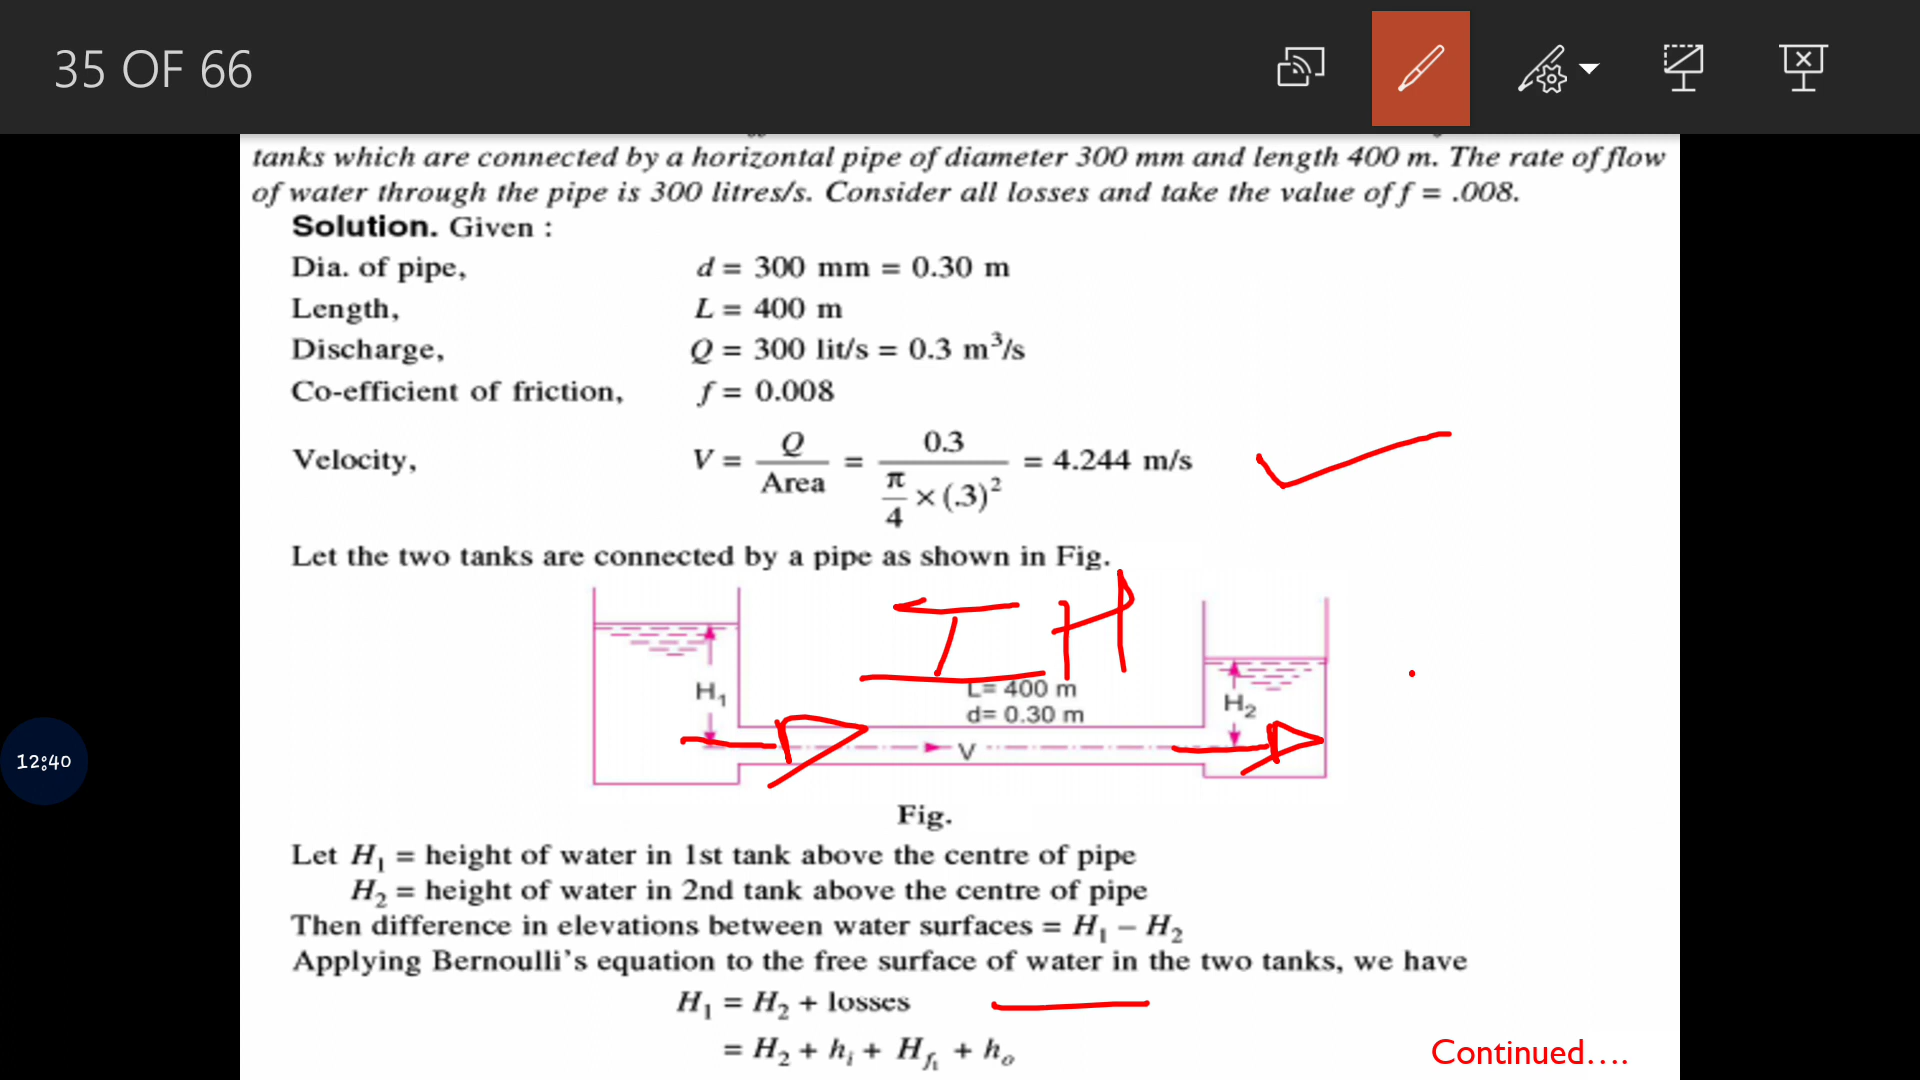 35 OF 66
tanks which are connected by a horizontal pipe of diameter 300 mm and length 400 m. The rate of flow
of water through the pipe is 300 litres/s. Consider all losses and take the value of f = .008.
Solution. Given :
Dia. of pipe, d = 300 mm = 0.30 m
Length, L = 400 m
Discharge, Q = 300 lit/s = 0.3 m³/s
Co-efficient of friction, f = 0.008
Velocity, V = Q / Area = 0.3 / (π/4 × (.3)²) = 4.244 m/s
Let the two tanks are connected by a pipe as shown in Fig.
I H
H₁
L= 400 m
d= 0.30 m
H₂
V
12:40
Fig.
Let H₁ = height of water in 1st tank above the centre of pipe
H₂ = height of water in 2nd tank above the centre of pipe
Then difference in elevations between water surfaces = H₁ – H₂
Applying Bernoulli's equation to the free surface of water in the two tanks, we have
H₁ = H₂ + losses
= H₂ + hᵢ + H_f₁ + hₒ
Continued....